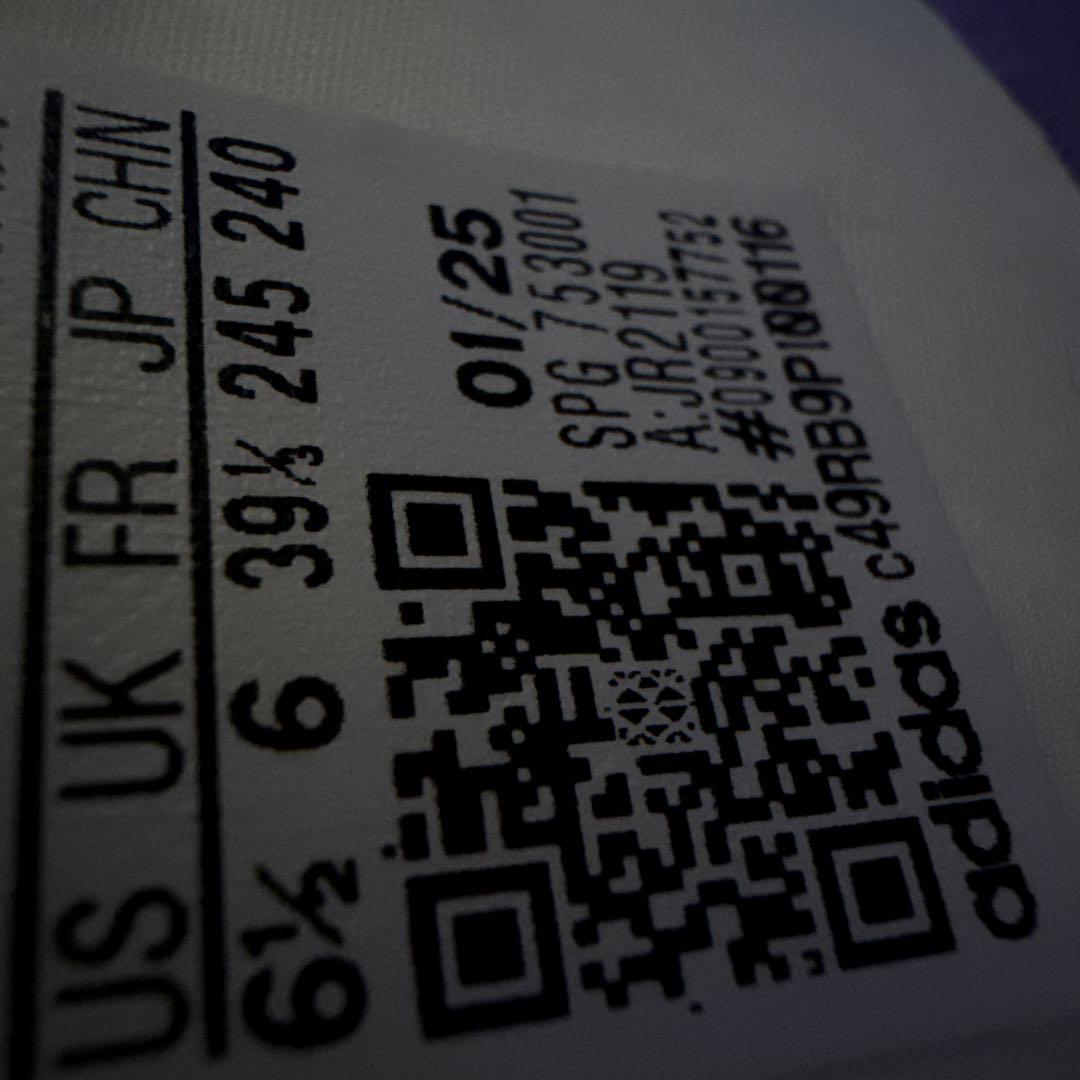 US UK FR JP CHN
6½ 6 39⅓ 245 240
01/25
SPG 753001
A:JR2119
#0900157752
c49RB9PI00116
adidas